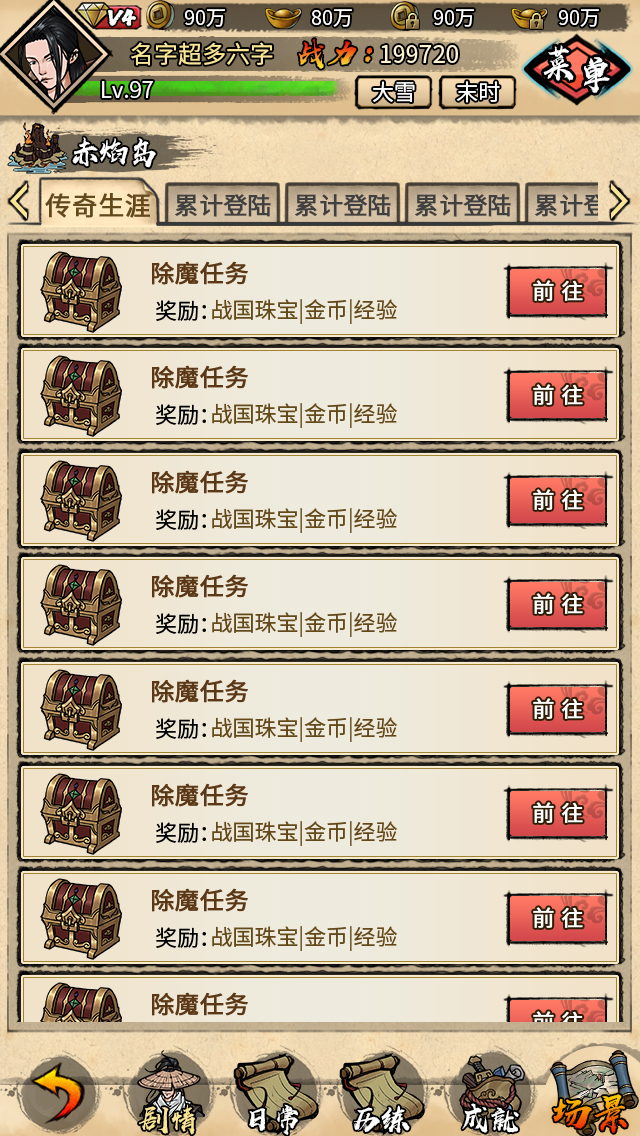 V4 90万 80万 90万 90万
名字超多六字 战力：199720
菜单
Lv.97
大雪 末时
赤焰岛
传奇生涯 累计登陆 累计登陆 累计登陆 累计登
除魔任务
奖励：战国珠宝|金币|经验
前往
除魔任务
奖励：战国珠宝|金币|经验
前往
除魔任务
奖励：战国珠宝|金币|经验
前往
除魔任务
奖励：战国珠宝|金币|经验
前往
除魔任务
奖励：战国珠宝|金币|经验
前往
除魔任务
奖励：战国珠宝|金币|经验
前往
除魔任务
奖励：战国珠宝|金币|经验
前往
除魔任务
前往
剧情 日常 历练 成就 场景